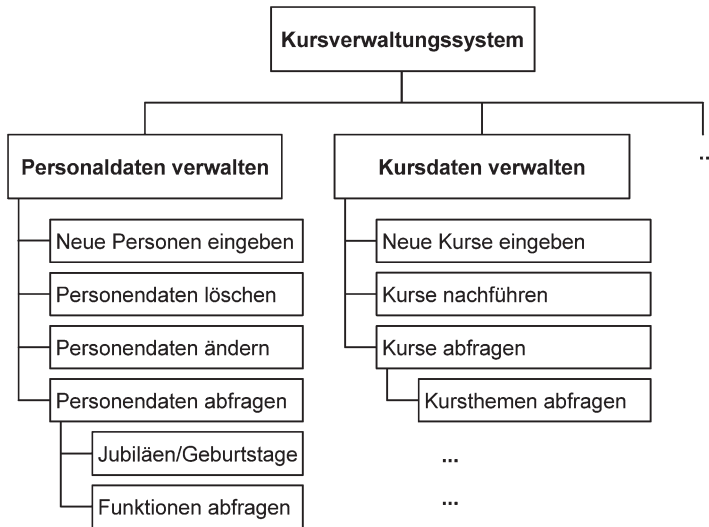 Kursverwaltungssystem
Personaldaten verwalten
Neue Personen eingeben
Personendaten löschen
Personendaten ändern
Personendaten abfragen
Jubiläen/Geburtstage
Funktionen abfragen
Kursdaten verwalten
Neue Kurse eingeben
Kurse nachführen
Kurse abfragen
Kursthemen abfragen
...
...
..